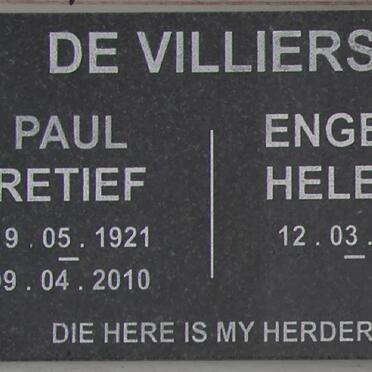 DE VILLIERS
PAUL
RETIEF
9.05.1921
09.04.2010
ENGE
HELE
12.03.
DIE HERE IS MY HERDER